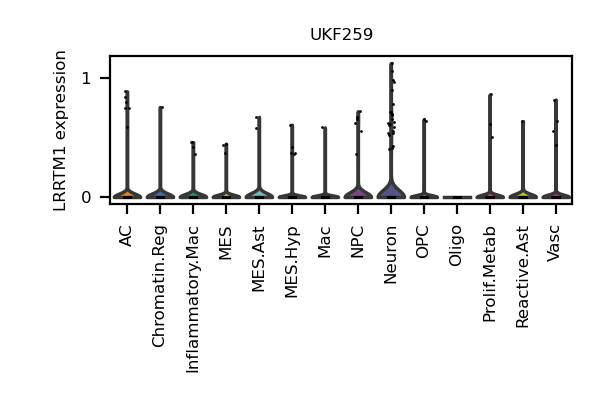 UKF259
LRRTM1 expression
1
0
AC
Chromatin.Reg
Inflammatory.Mac
MES
MES.Ast
MES.Hyp
Mac
NPC
Neuron
OPC
Oligo
Prolif.Metab
Reactive.Ast
Vasc